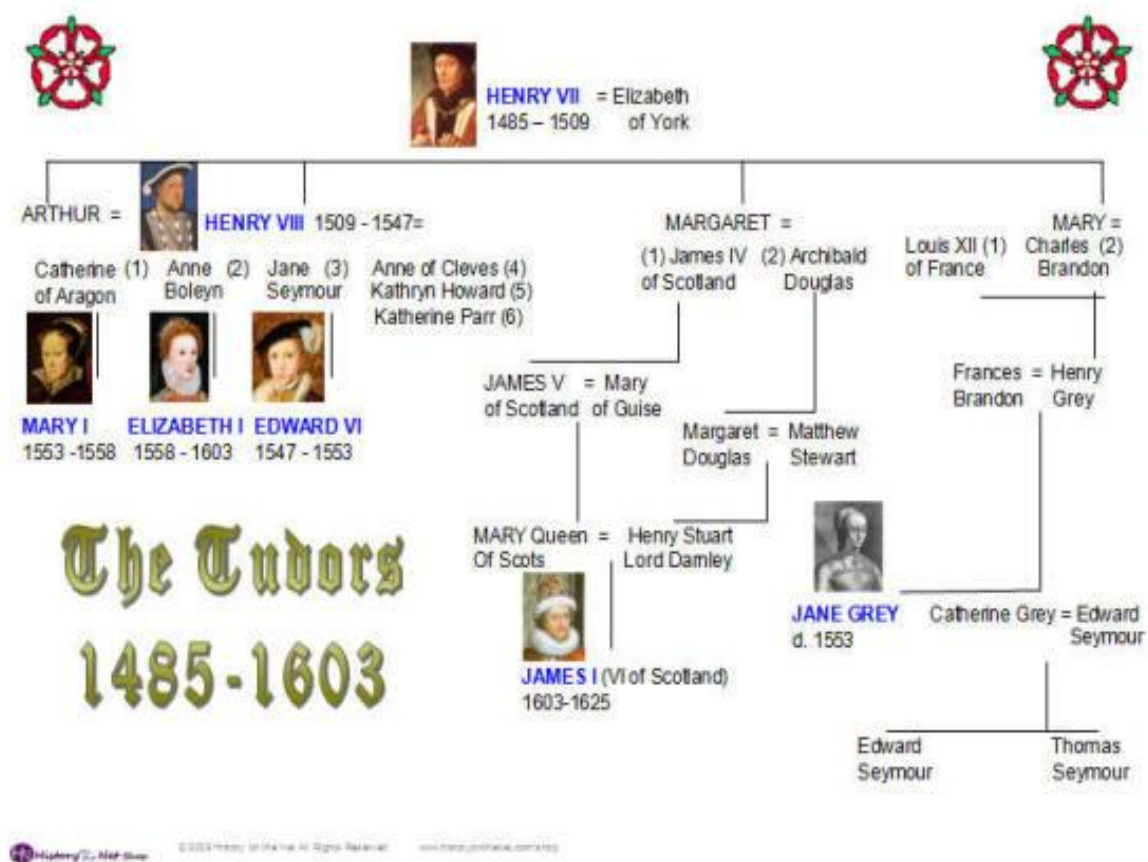 HENRY VII = Elizabeth
1485 – 1509 of York
ARTHUR =
HENRY VIII 1509 - 1547=
MARGARET =
MARY =
Catherine (1)
of Aragon
Anne (2)
Boleyn
Jane (3)
Seymour
Anne of Cleves (4)
Kathryn Howard (5)
Katherine Parr (6)
(1) James IV
of Scotland
(2) Archibald
Douglas
Louis XII (1)
of France
Charles (2)
Brandon
MARY I
1553 -1558
ELIZABETH I
1558 - 1603
EDWARD VI
1547 - 1553
JAMES V = Mary
of Scotland of Guise
Frances = Henry
Brandon Grey
Margaret = Matthew
Douglas Stewart
The Tudors
1485-1603
MARY Queen = Henry Stuart
Of Scots Lord Darnley
JAMES I (VI of Scotland)
1603-1625
JANE GREY
d. 1553
Catherine Grey = Edward
Seymour
Edward
Seymour
Thomas
Seymour
History on the Net Shop